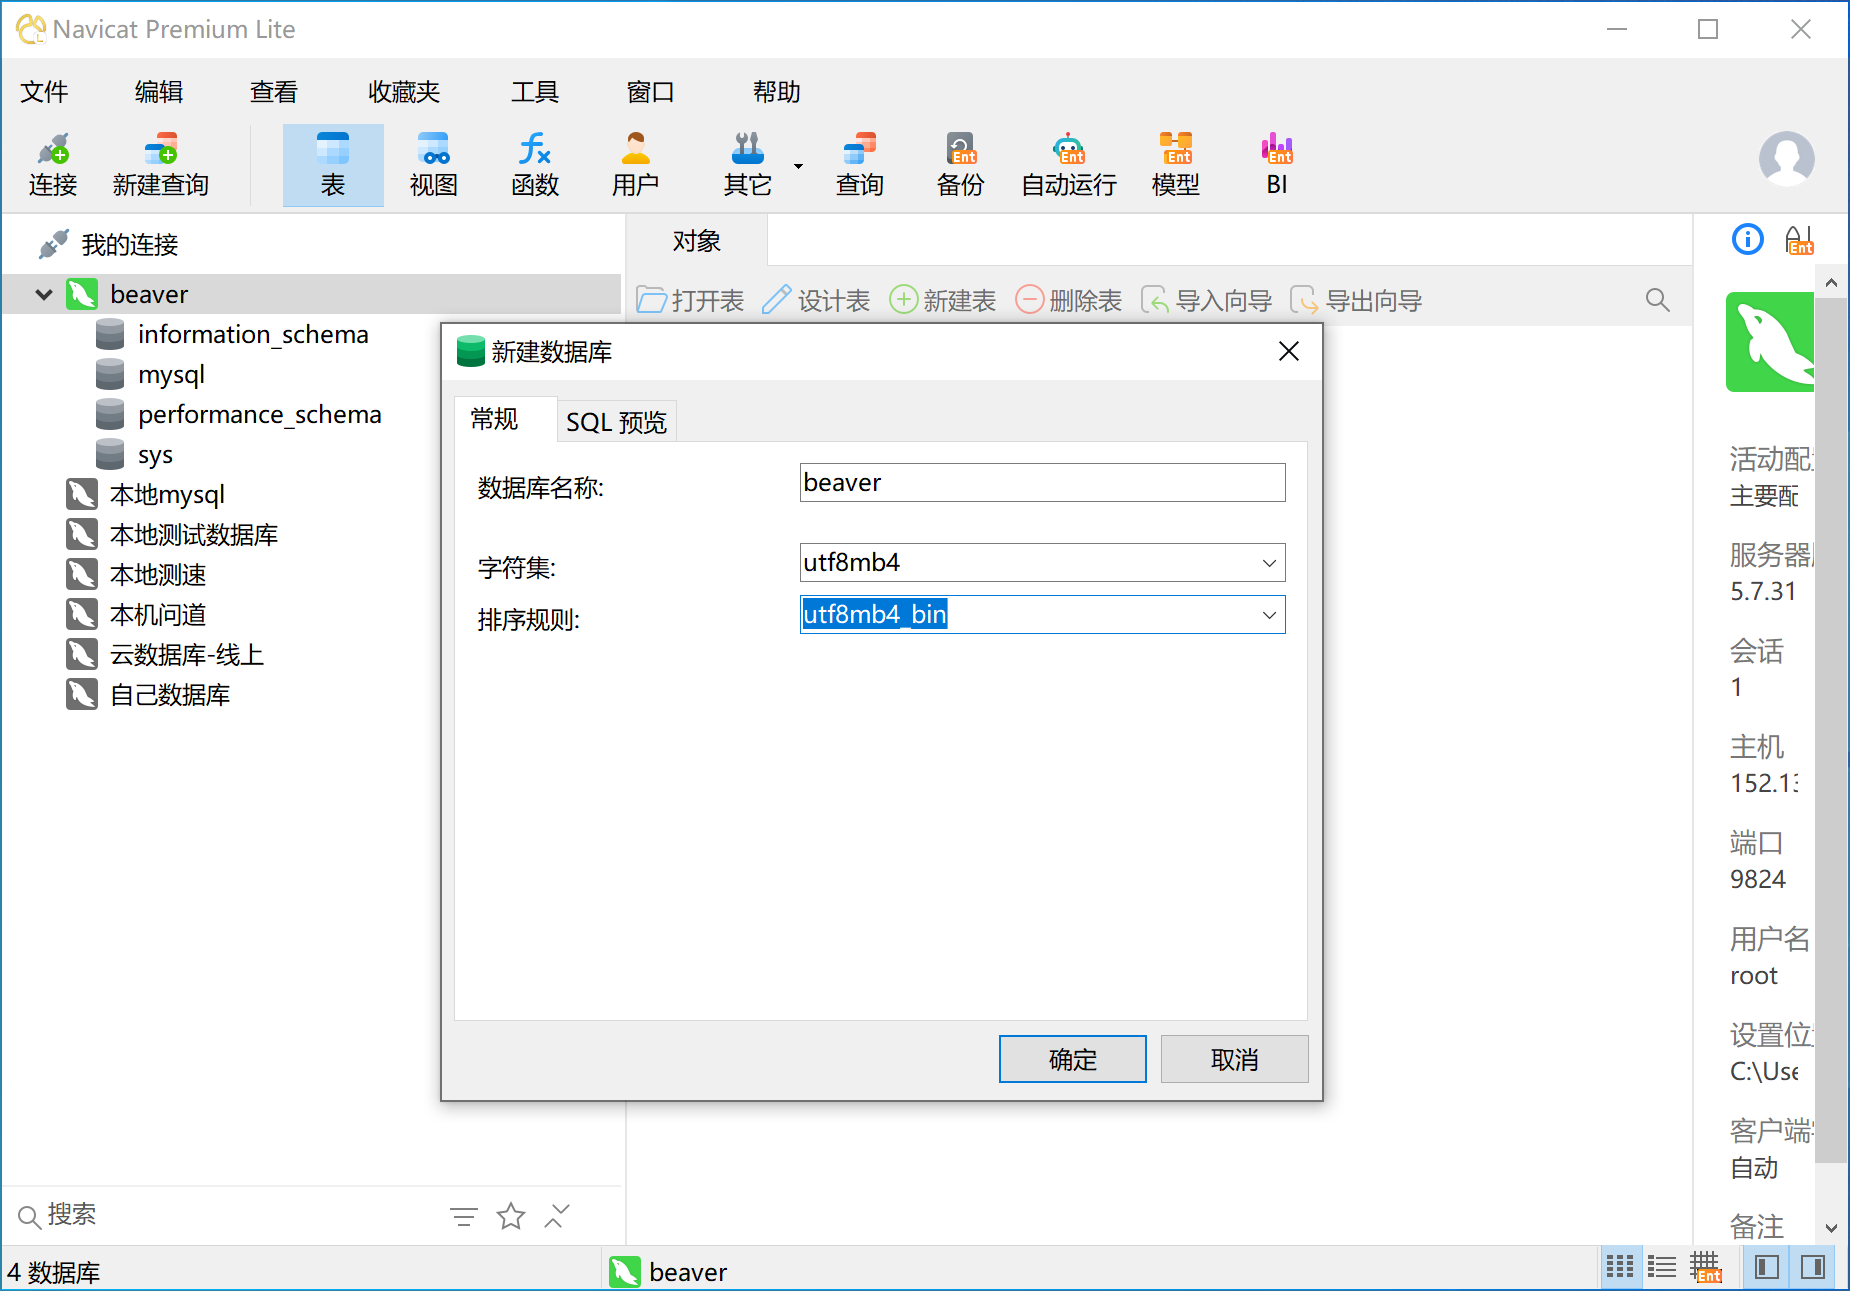 Navicat Premium Lite
文件 编辑 查看 收藏夹 工具 窗口 帮助
连接 新建查询 表 视图 函数 用户 其它 查询 备份 自动运行 模型 BI
Ent Ent Ent Ent
我的连接
对象
Ent
beaver
打开表 设计表 新建表 删除表 导入向导 导出向导
information_schema
mysql
performance_schema
sys
本地mysql
本地测试数据库
本地测速
本机问道
云数据库-线上
自己数据库
新建数据库
常规 SQL 预览
数据库名称: beaver
字符集: utf8mb4
排序规则: utf8mb4_bin
确定 取消
活动配
主要配
服务器
5.7.31
会话
1
主机
152.13
端口
9824
用户名
root
设置位
C:\Use
客户端
自动
备注
搜索
4 数据库 beaver
Ent